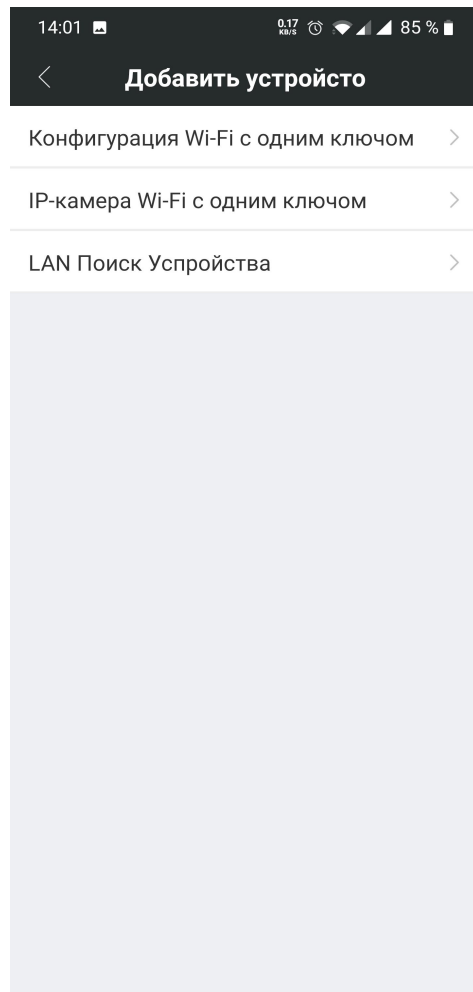 14:01 0.17 KB/S 85 %
Добавить устройсто
Конфигурация Wi-Fi с одним ключом
IP-камера Wi-Fi с одним ключом
LAN Поиск Успройства